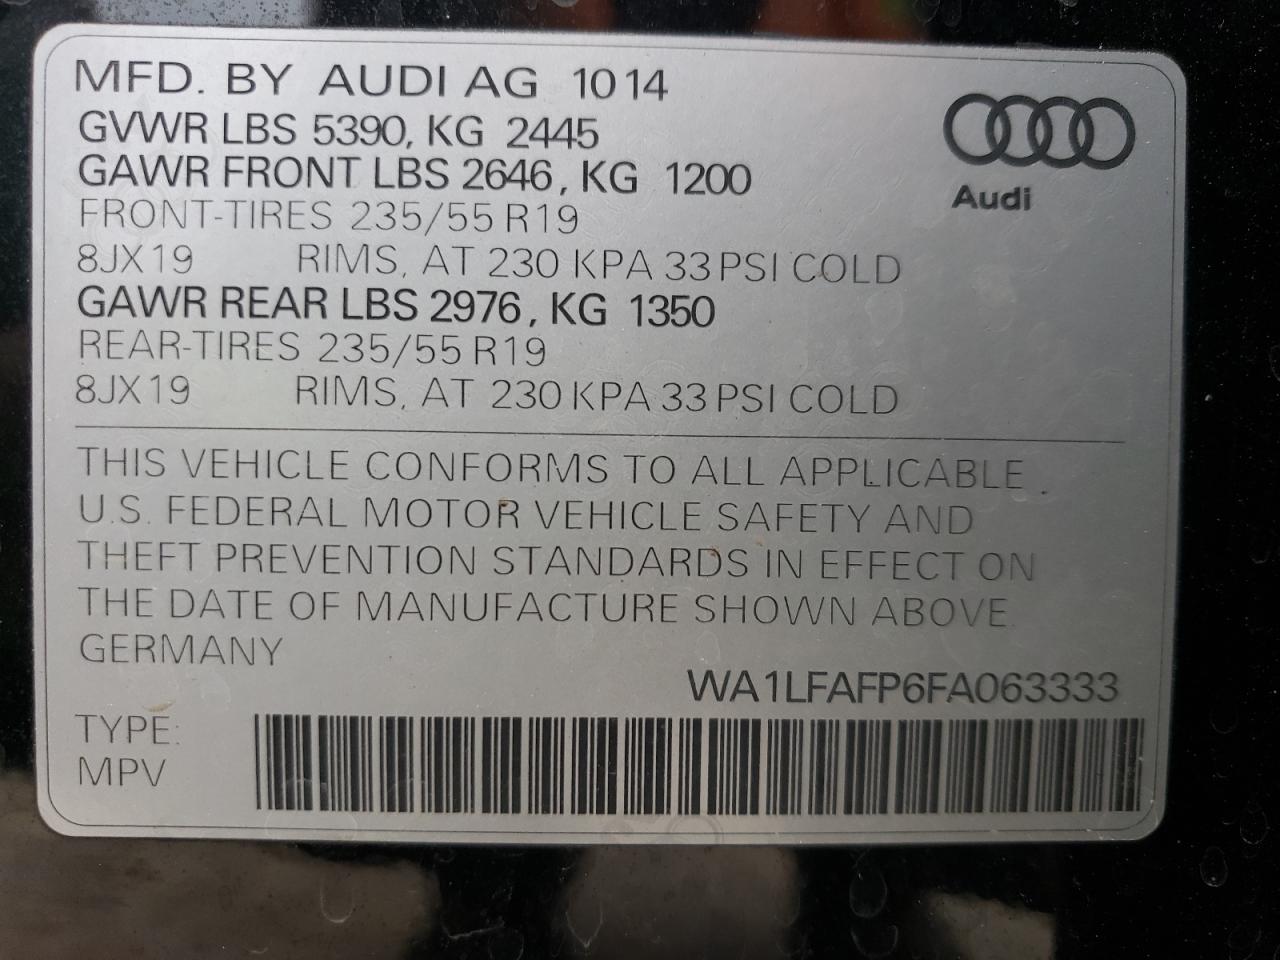 MFD. BY AUDI AG 1014
GVWR LBS 5390, KG 2445
GAWR FRONT LBS 2646, KG 1200
FRONT-TIRES 235/55 R19
8JX19 RIMS, AT 230 KPA 33 PSI COLD
GAWR REAR LBS 2976, KG 1350
REAR-TIRES 235/55 R19
8JX19 RIMS, AT 230 KPA 33 PSI COLD
Audi
THIS VEHICLE CONFORMS TO ALL APPLICABLE
U.S. FEDERAL MOTOR VEHICLE SAFETY AND
THEFT PREVENTION STANDARDS IN EFFECT ON
THE DATE OF MANUFACTURE SHOWN ABOVE.
GERMANY
WA1LFAFP6FA063333
TYPE:
MPV